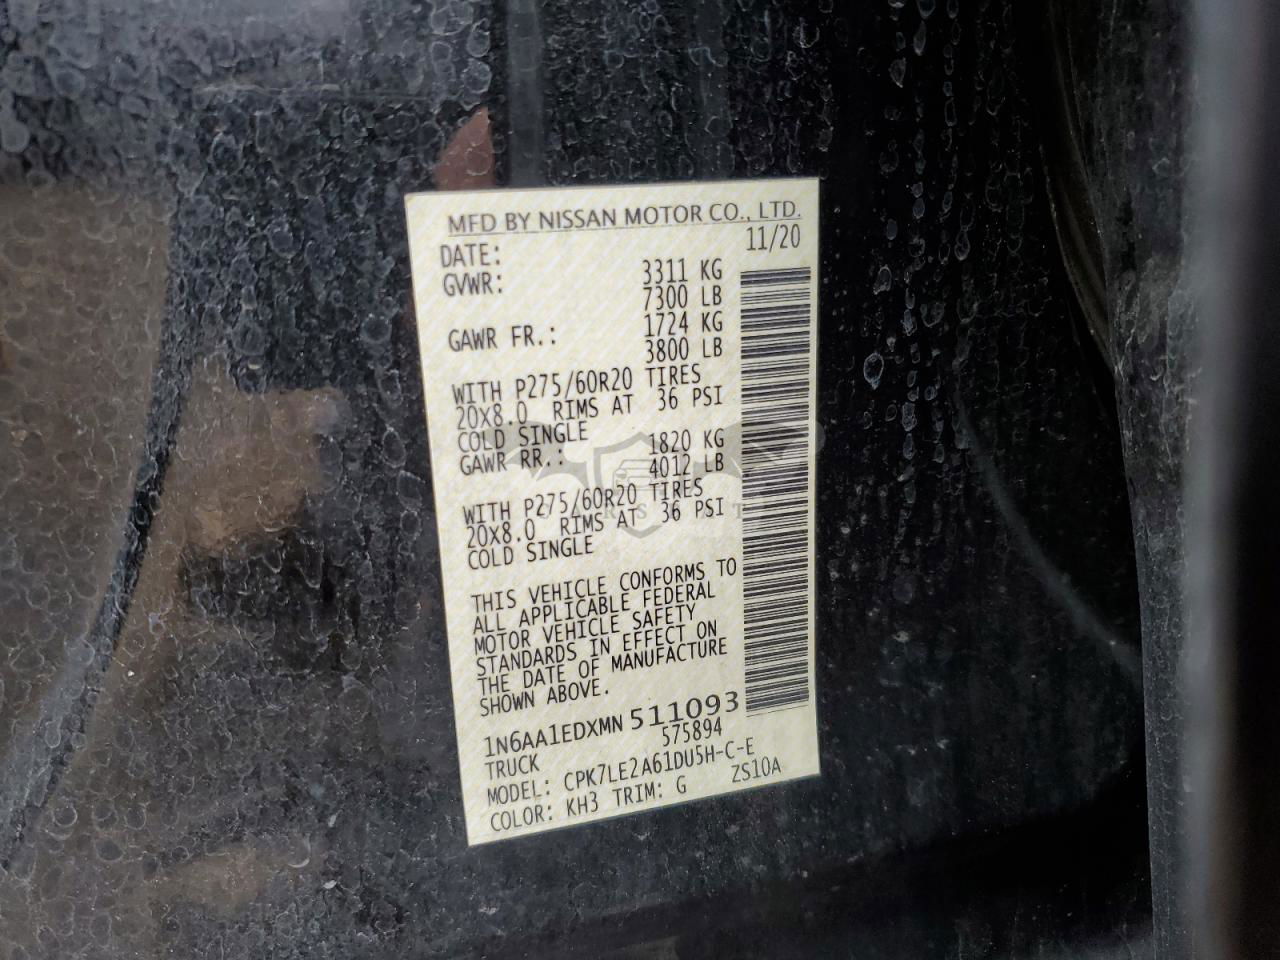 MFD BY NISSAN MOTOR CO., LTD.
DATE: 11/20
GVWR: 3311 KG
7300 LB
GAWR FR.: 1724 KG
3800 LB
WITH P275/60R20 TIRES
20X8.0 RIMS AT 36 PSI
COLD SINGLE
GAWR RR.: 1820 KG
4012 LB
WITH P275/60R20 TIRES
20X8.0 RIMS AT 36 PSI
COLD SINGLE
THIS VEHICLE CONFORMS TO
ALL APPLICABLE FEDERAL
MOTOR VEHICLE SAFETY
STANDARDS IN EFFECT ON
THE DATE OF MANUFACTURE
SHOWN ABOVE.
1N6AA1EDXMN511093
TRUCK 575894
MODEL: CPK7LE2A61DU5H-C-E
COLOR: KH3 TRIM: G ZS10A